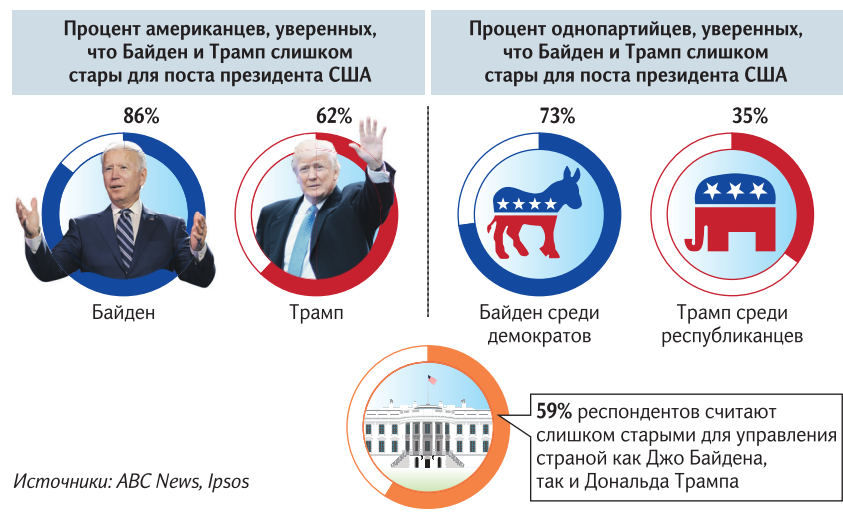 Процент американцев, уверенных,
что Байден и Трамп слишком
стары для поста президента США
Процент однопартийцев, уверенных,
что Байден и Трамп слишком
стары для поста президента США
86%
62%
73%
35%
Байден
Трамп
Байден среди
демократов
Трамп среди
республиканцев
59% респондентов считают
слишком старыми для управления
страной как Джо Байдена,
так и Дональда Трампа
Источники: ABC News, Ipsos